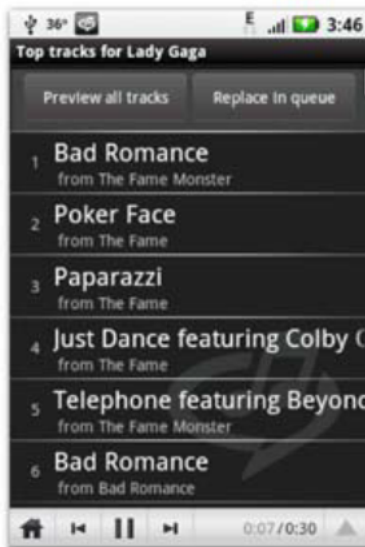 36° E 3:46
Top tracks for Lady Gaga
Preview all tracks Replace in queue
1 Bad Romance
from The Fame Monster
2 Poker Face
from The Fame
3 Paparazzi
from The Fame
4 Just Dance featuring Colby
from The Fame
5 Telephone featuring Beyonc
from The Fame Monster
6 Bad Romance
from Bad Romance
0:07/0:30